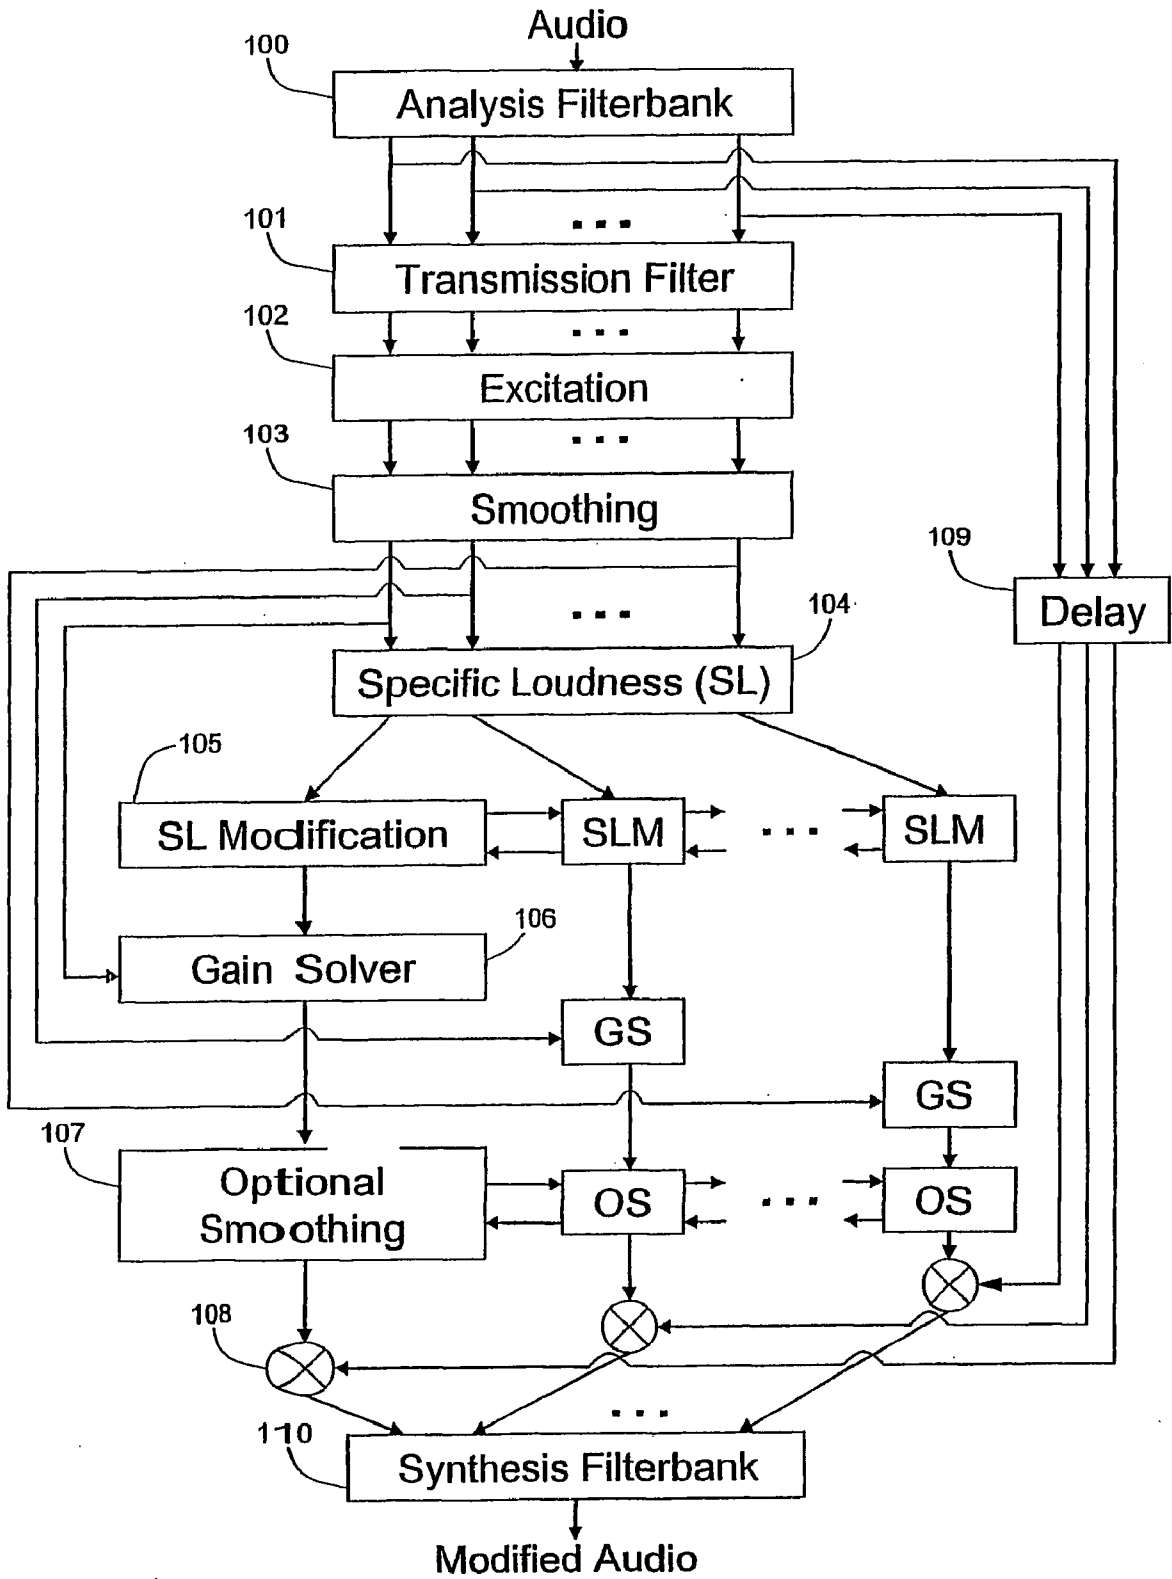 Audio
100
Analysis Filterbank
101
Transmission Filter
102
Excitation
103
Smoothing
109
Delay
104
Specific Loudness (SL)
105
SL Modification
SLM
SLM
106
Gain Solver
GS
GS
107
Optional
Smoothing
OS
OS
108
110
Synthesis Filterbank
Modified Audio